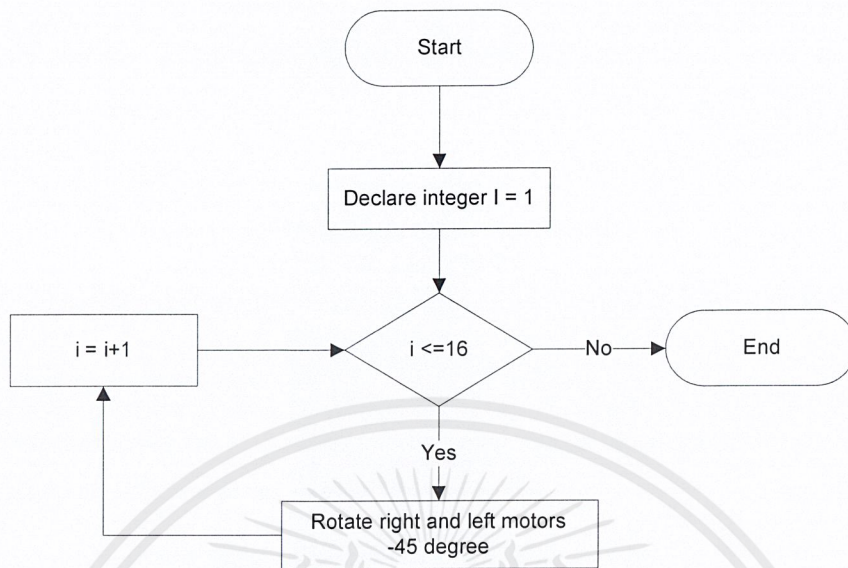 Start
Declare integer I = 1
i <=16
No
End
i = i+1
Yes
Rotate right and left motors
-45 degree